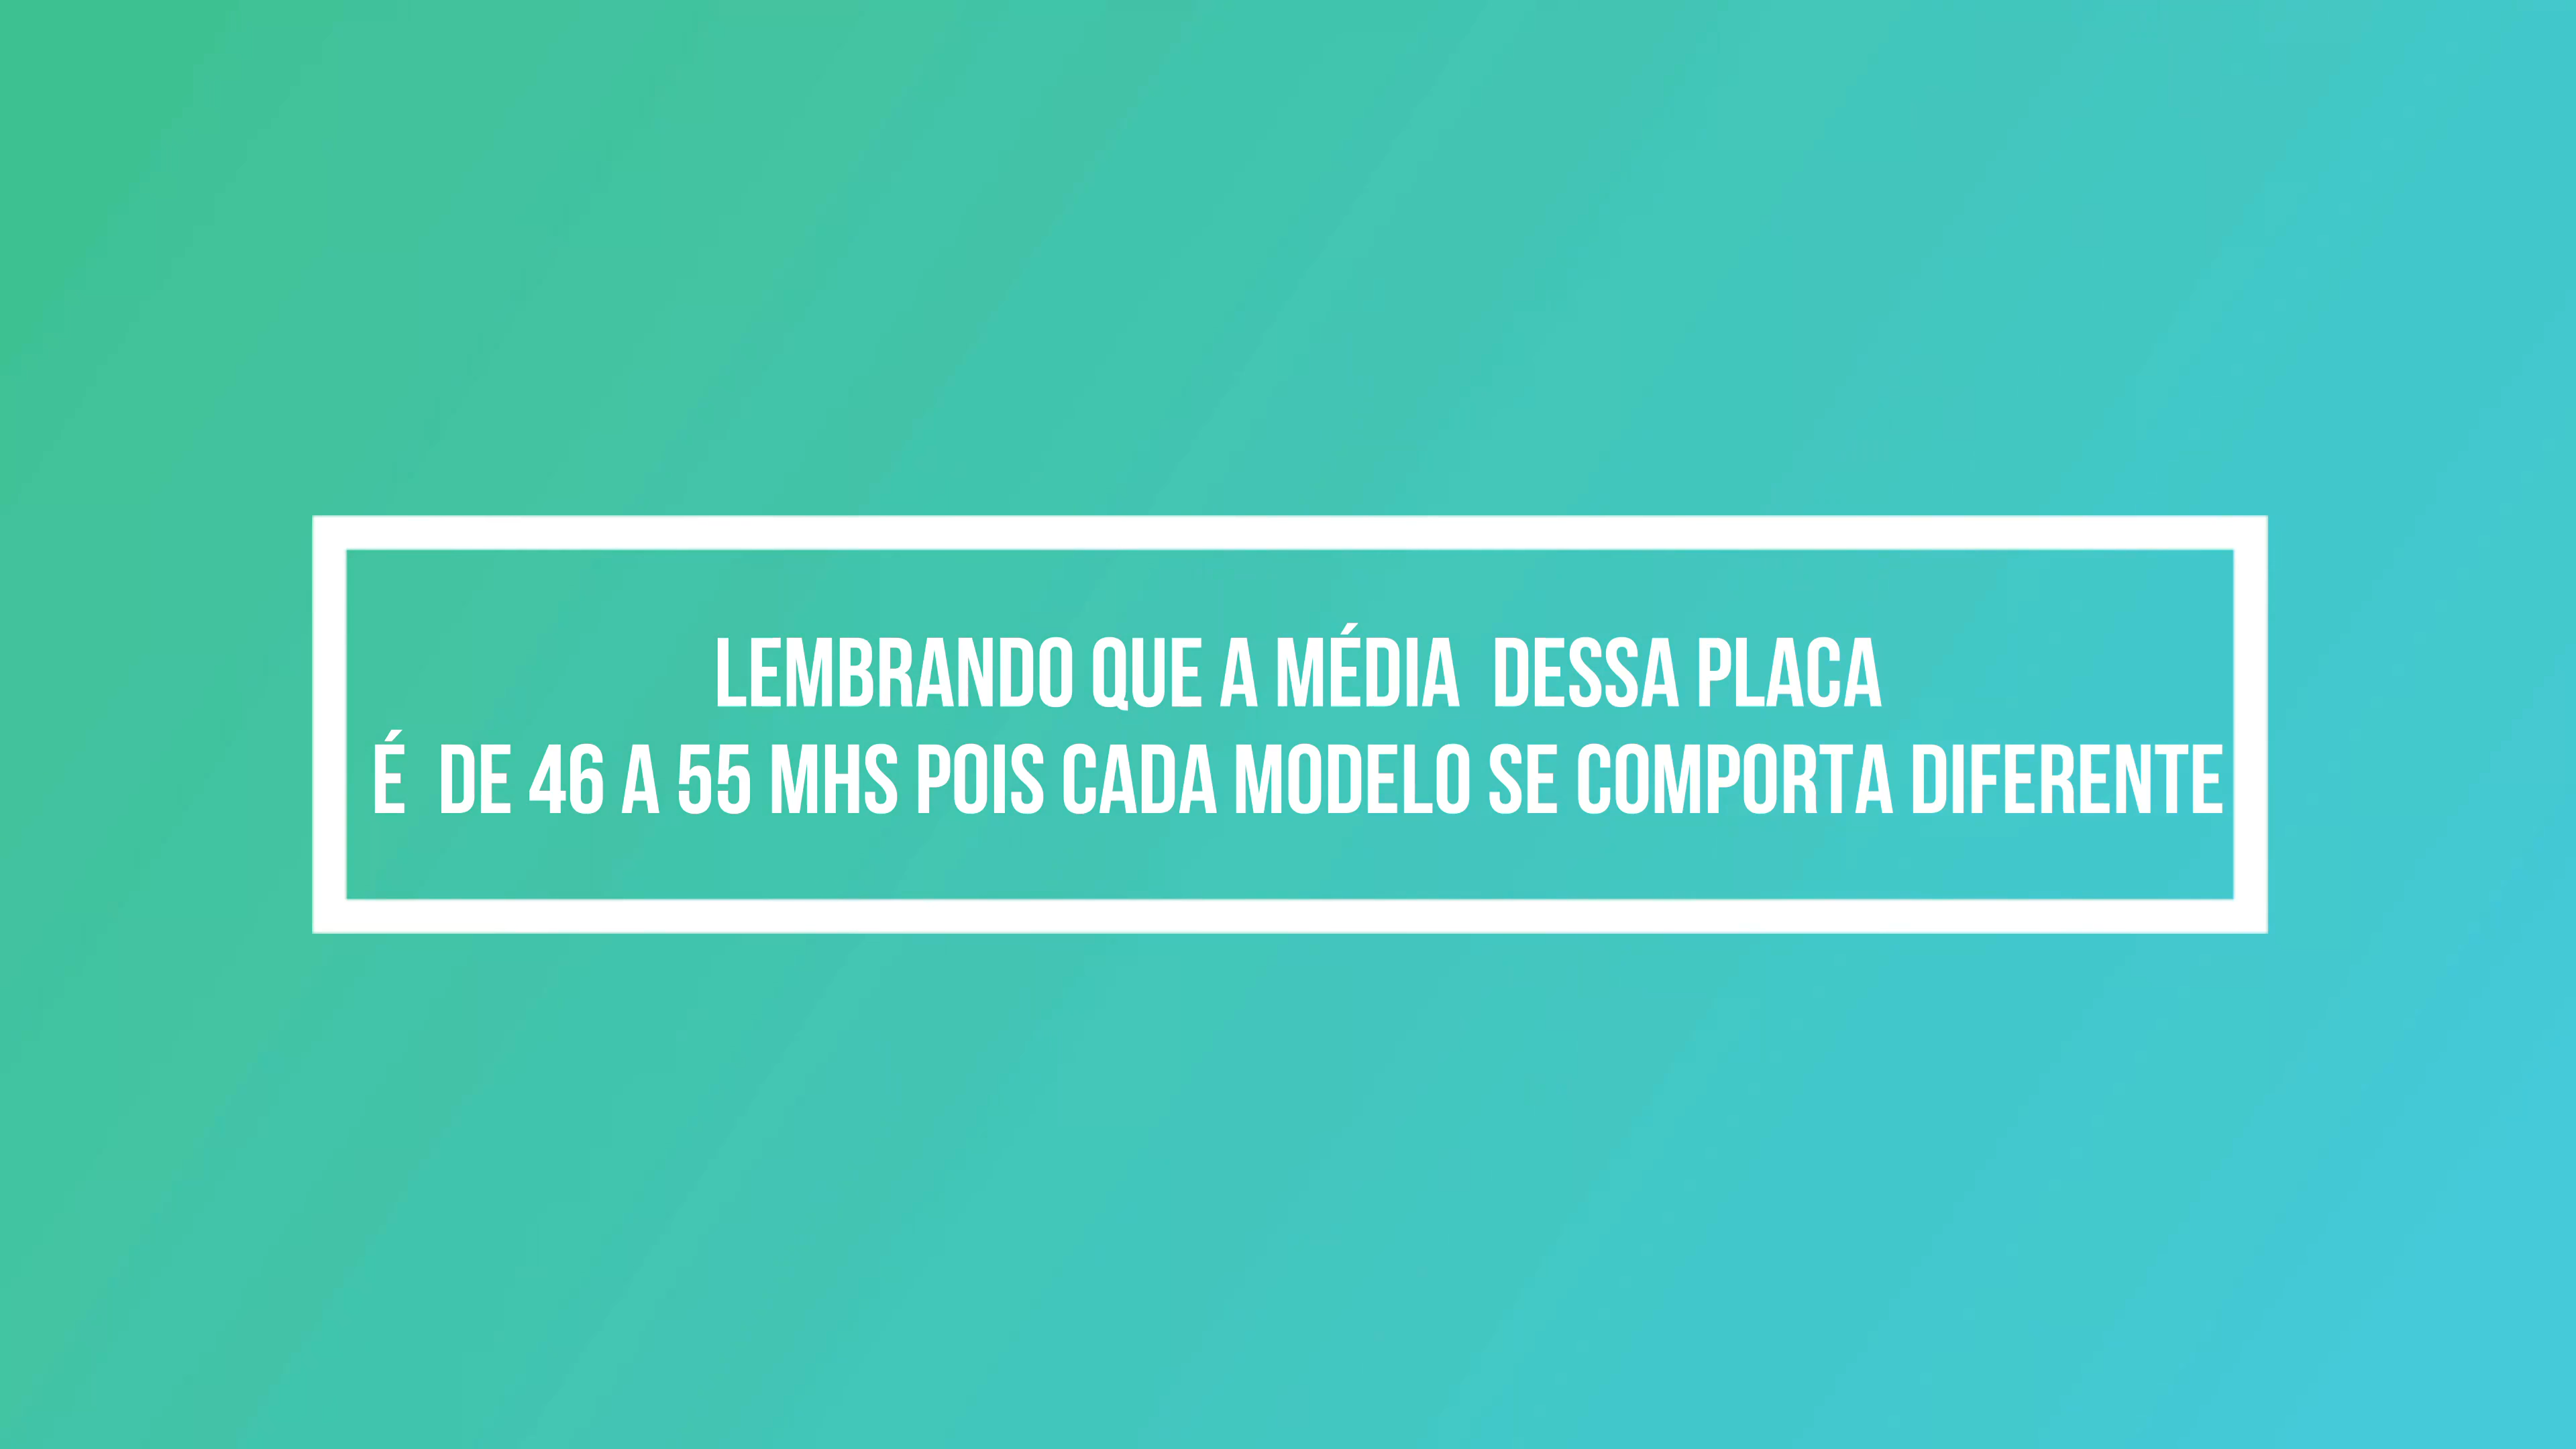 LEMBRANDO QUE A MÉDIA  DESSA PLACA
É  DE 46 A 55 MHS POIS CADA MODELO SE COMPORTA DIFERENTE